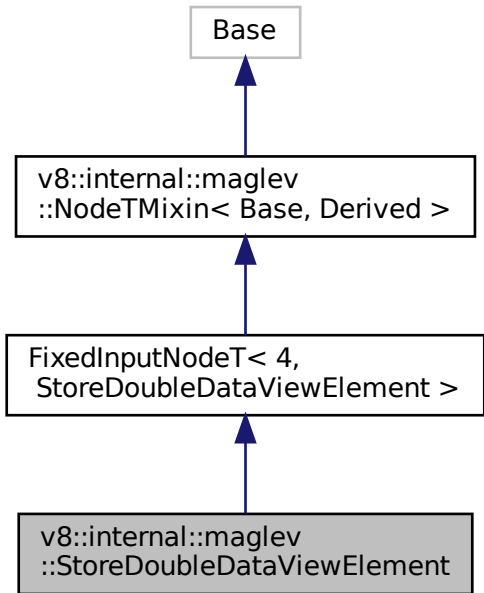 Base
v8::internal::maglev
::NodeTMixin< Base, Derived >
FixedInputNodeT< 4,
 StoreDoubleDataViewElement >
v8::internal::maglev
::StoreDoubleDataViewElement